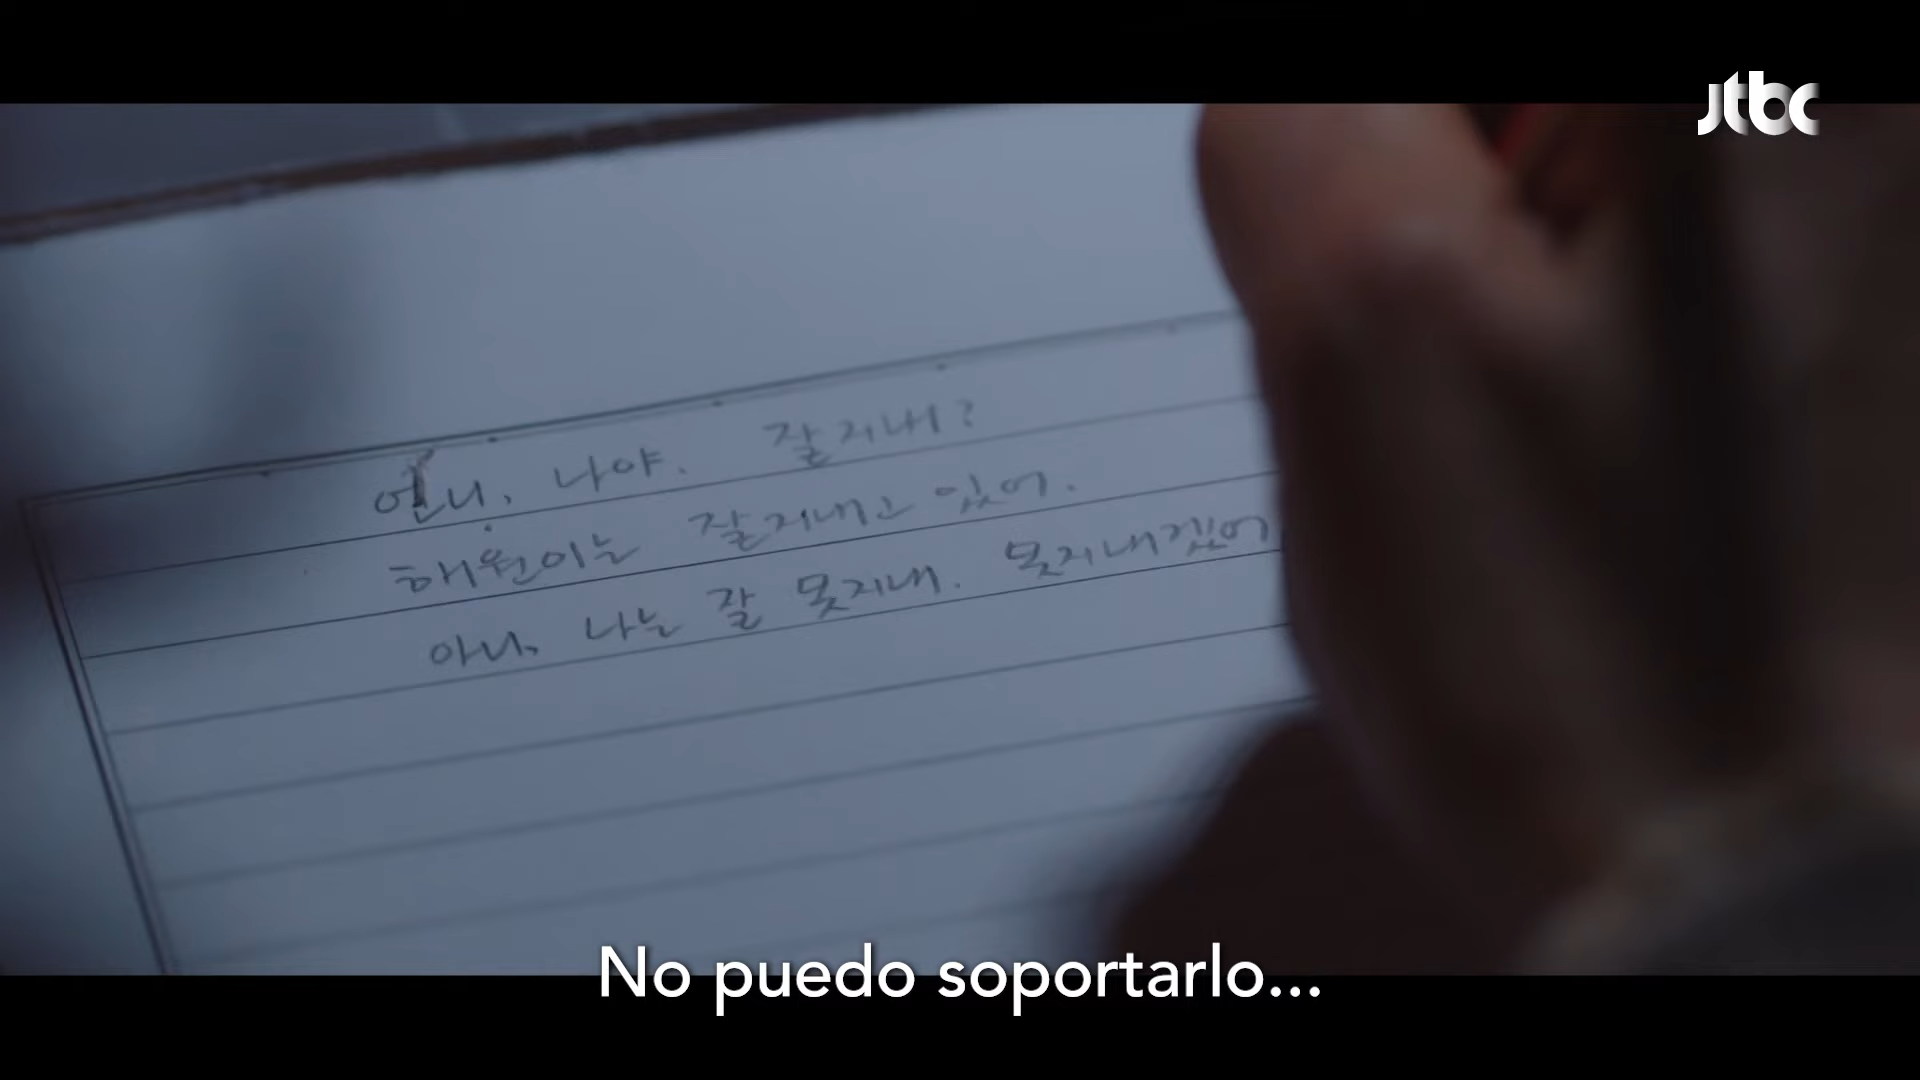 jtbc
언니, 나야. 잘지내?
해원이는 잘지내고 있어.
아니, 나는 잘 못지내. 못지내겠어
No puedo soportarlo...